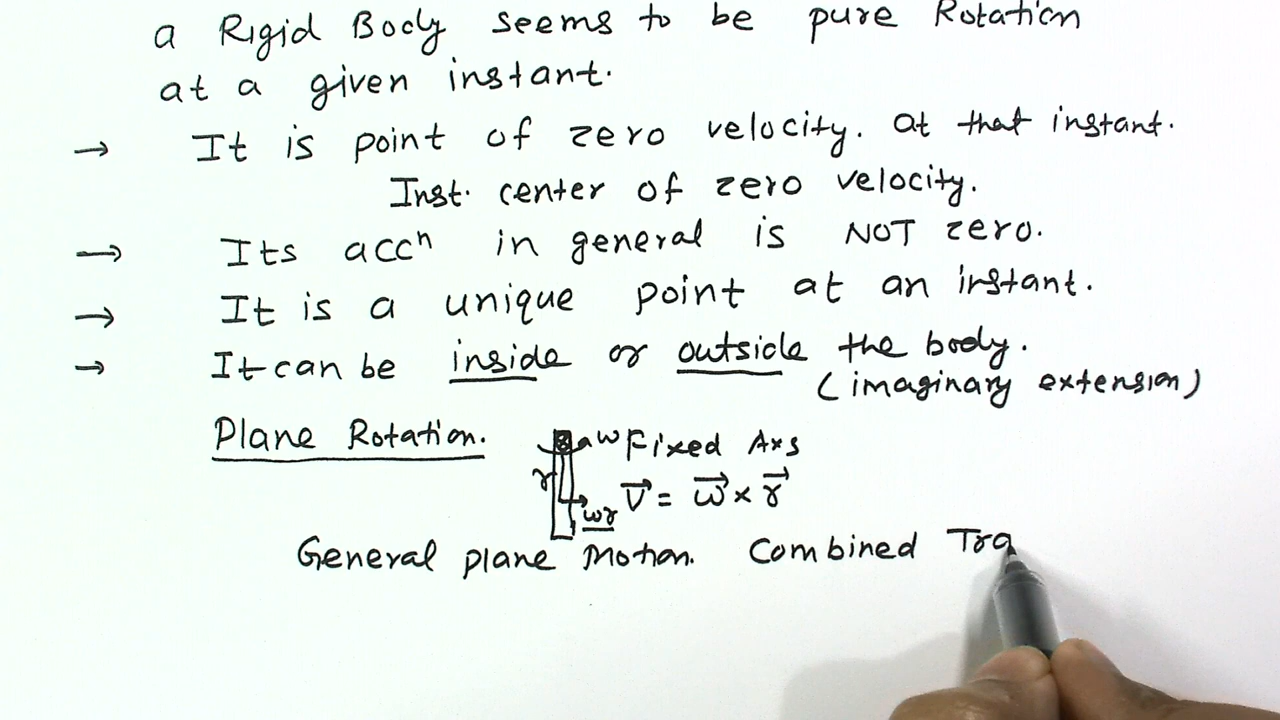 a Rigid Body seems to be pure Rotation
at a given instant.
→ It is point of zero velocity. at that instant.
Inst. center of zero velocity.
→ Its accⁿ in general is NOT zero.
→ It is a unique point at an instant.
→ It can be inside or outside the body.
(imaginary extension)
Plane Rotation.
ω Fixed Axs
r
V⃗ = ω⃗ × r⃗
ωr
General plane Motion. Combined Tra